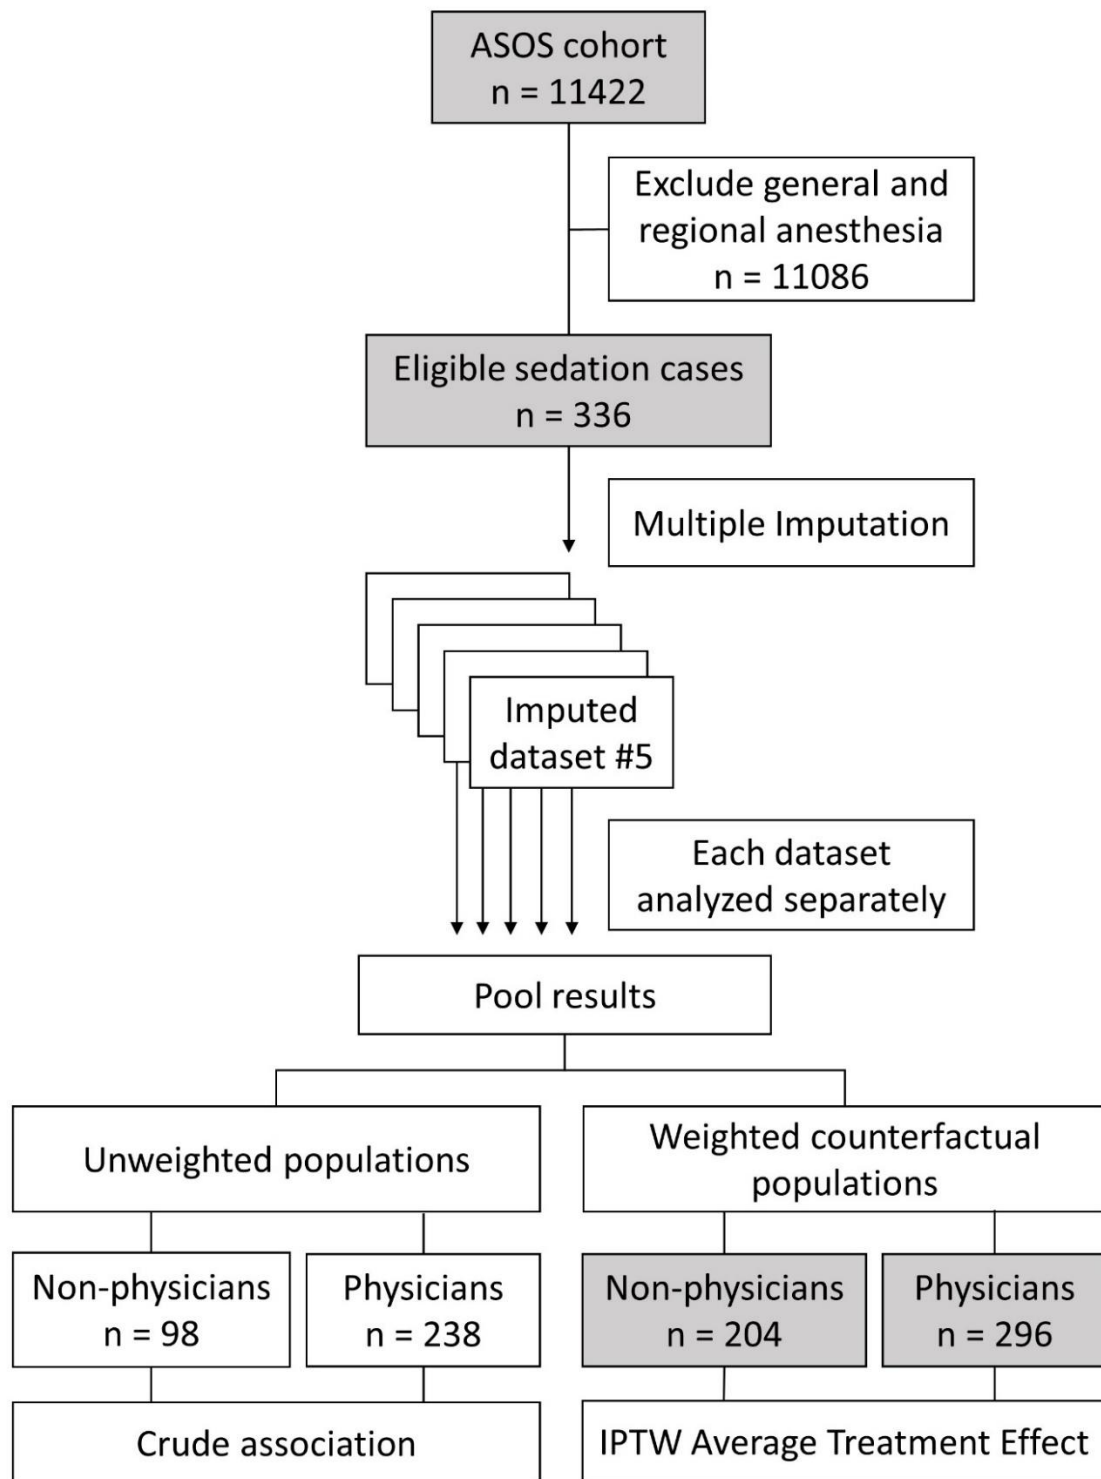 ASOS cohort
n = 11422
Exclude general and
regional anesthesia
n = 11086
Eligible sedation cases
n = 336
Multiple Imputation
Imputed
dataset #5
Each dataset
analyzed separately
Pool results
Unweighted populations
Weighted counterfactual
populations
Non-physicians
n = 98
Physicians
n = 238
Non-physicians
n = 204
Physicians
n = 296
Crude association
IPTW Average Treatment Effect